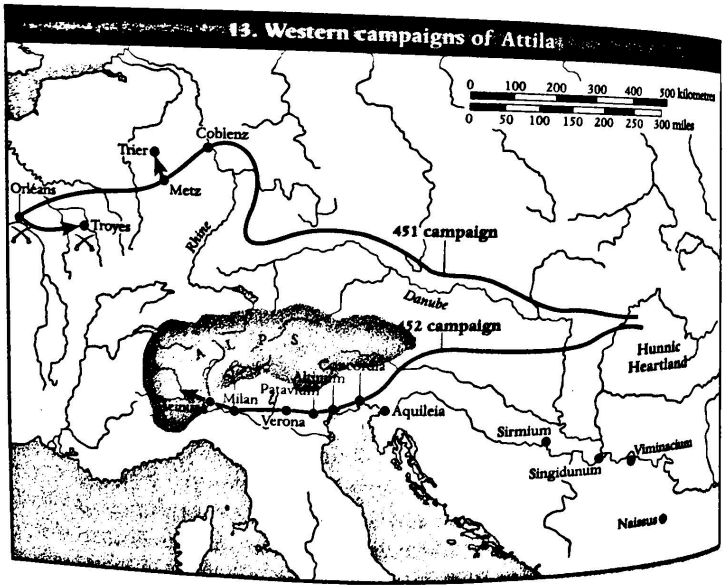 13. Western campaigns of Attila
0 100 200 300 400 500 kilometres
0 50 100 150 200 250 300 miles
Coblenz
Trier
Metz
Orléans
Troyes
Rhine
451 campaign
Danube
452 campaign
Hunnic
Heartland
A L P S
Concordia
Altinum
Patavium
Milan
Verona
Aquileia
Sirmium
Singidunum
Viminacium
Naissus